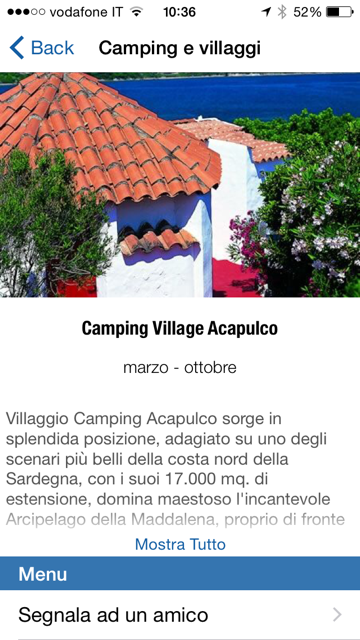 vodafone IT 10:36 52%
Back Camping e villaggi
Camping Village Acapulco
marzo - ottobre
Villaggio Camping Acapulco sorge in
splendida posizione, adagiato su uno degli
scenari più belli della costa nord della
Sardegna, con i suoi 17.000 mq. di
estensione, domina maestoso l'incantevole
Arcipelago della Maddalena, proprio di fronte
Mostra Tutto
Menu
Segnala ad un amico